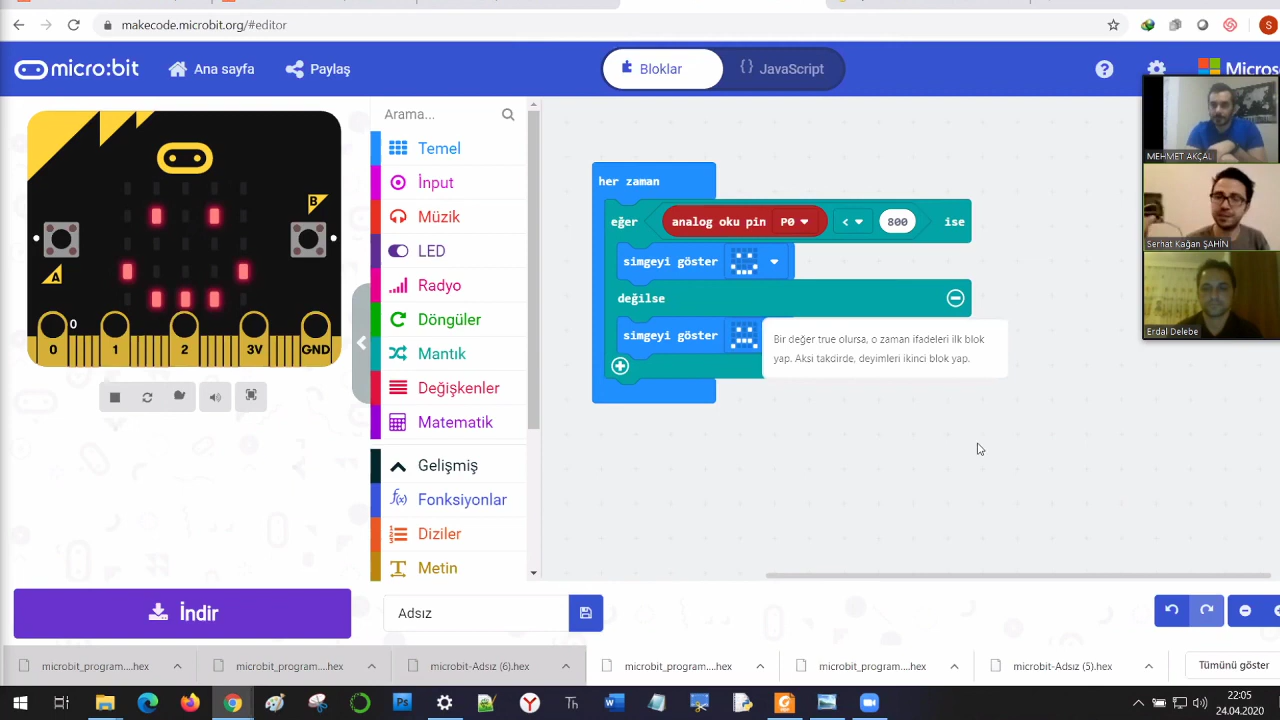 makecode.microbit.org/#editor
S
micro:bit
Ana sayfa
Paylaş
Bloklar
{} JavaScript
?
Micros
MEHMET AKÇAL
Serhat Kağan ŞAHİN
Erdal Delebe
B
A
0
0
1
2
3V
GND
Arama...
Temel
İnput
Müzik
LED
Radyo
Döngüler
Mantık
Değişkenler
Matematik
Gelişmiş
f(x) Fonksiyonlar
Diziler
T Metin
her zaman
eğer analog oku pin P0 < 800 ise
simgeyi göster
değilse
simgeyi göster
Bir değer true olursa, o zaman ifadeleri ilk blok
yap. Aksi takdirde, deyimleri ikinci blok yap.
İndir
Adsız
microbit_program....hex
microbit_program....hex
microbit-Adsız (6).hex
microbit_program....hex
microbit_program....hex
microbit-Adsız (5).hex
Tümünü göster
22:05
24.04.2020